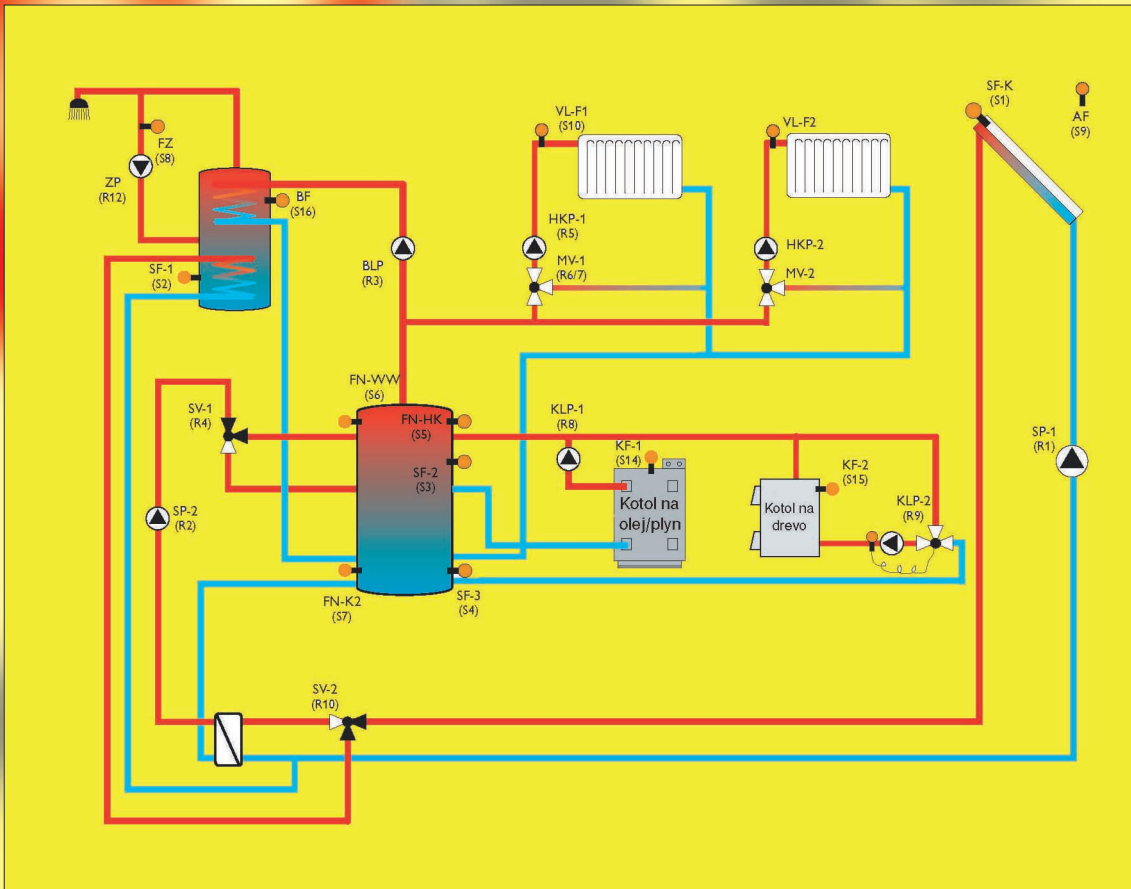 SF-K
(S1)
AF
(S9)
VL-F1
(S10)
VL-F2
FZ
(S8)
ZP
(R12)
BF
(S16)
HKP-1
(R5)
HKP-2
SF-1
(S2)
BLP
(R3)
MV-1
(R6/7)
MV-2
FN-WW
(S6)
SV-1
(R4)
FN-HK
(S5)
KLP-1
(R8)
SP-1
(R1)
KF-1
(S14)
SF-2
(S3)
KF-2
(S15)
Kotol na
olej/plyn
Kotol na
drevo
KLP-2
(R9)
SP-2
(R2)
FN-K2
(S7)
SF-3
(S4)
SV-2
(R10)